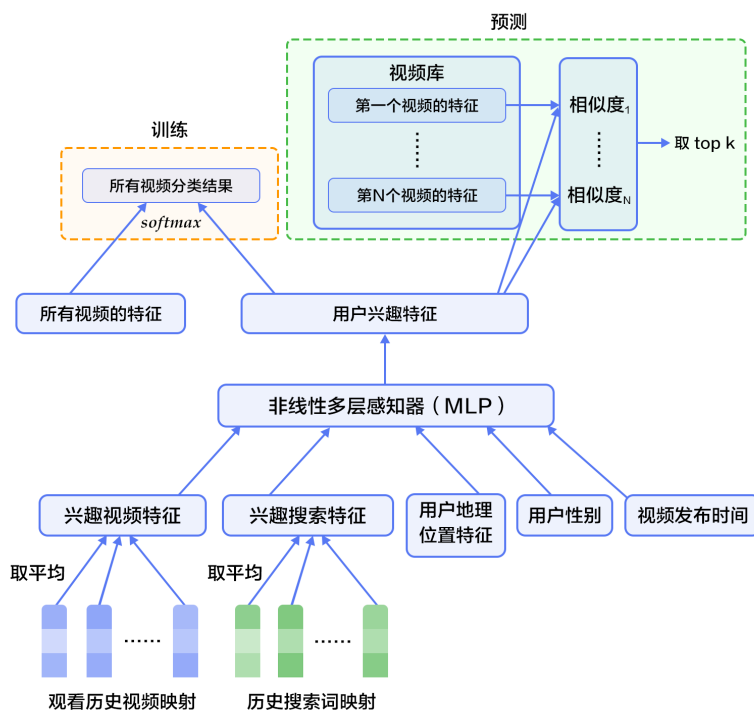 预测
视频库
第一个视频的特征
相似度1
......
......
取 top k
第N个视频的特征
相似度N
训练
所有视频分类结果
softmax
所有视频的特征
用户兴趣特征
非线性多层感知器（MLP）
兴趣视频特征
兴趣搜索特征
用户地理
位置特征
用户性别
视频发布时间
取平均
取平均
......
......
观看历史视频映射
历史搜索词映射